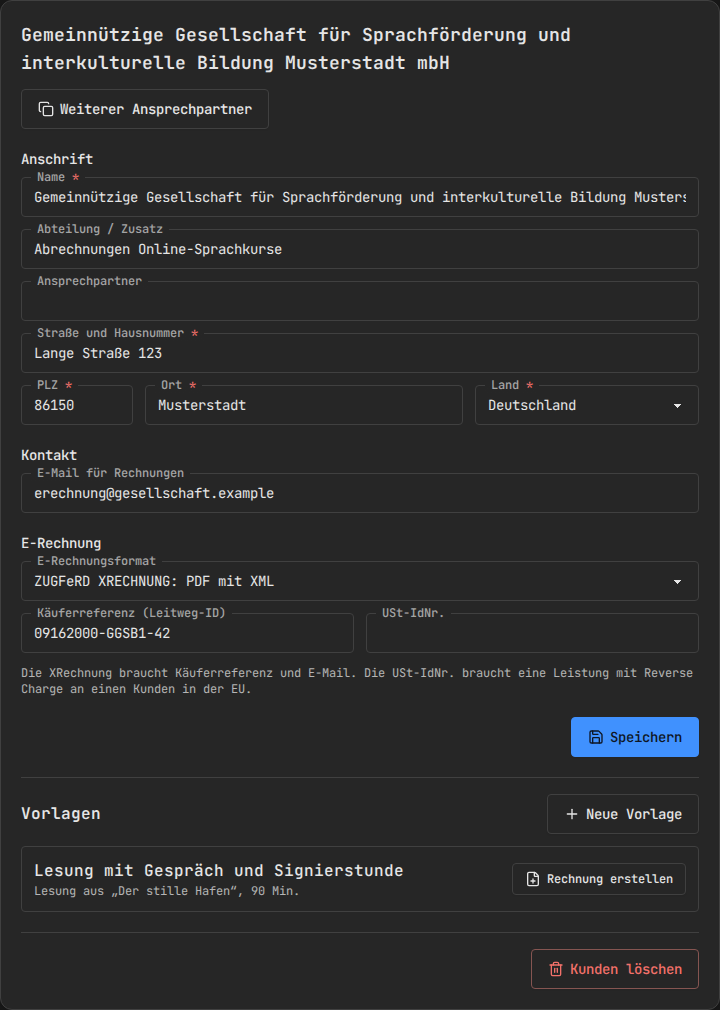 Gemeinnützige Gesellschaft für Sprachförderung und
interkulturelle Bildung Musterstadt mbH
Weiterer Ansprechpartner
Anschrift
Name *
Gemeinnützige Gesellschaft für Sprachförderung und interkulturelle Bildung Musters
Abteilung / Zusatz
Abrechnungen Online-Sprachkurse
Ansprechpartner
Straße und Hausnummer *
Lange Straße 123
PLZ * Ort * Land *
86150 Musterstadt Deutschland
Kontakt
E-Mail für Rechnungen
erechnung@gesellschaft.example
E-Rechnung
E-Rechnungsformat
ZUGFeRD XRECHNUNG: PDF mit XML
Käuferreferenz (Leitweg-ID) USt-IdNr.
09162000-GGSB1-42
Die XRechnung braucht Käuferreferenz und E-Mail. Die USt-IdNr. braucht eine Leistung mit Reverse
Charge an einen Kunden in der EU.
Speichern
Vorlagen
Neue Vorlage
Lesung mit Gespräch und Signierstunde
Lesung aus „Der stille Hafen“, 90 Min.
Rechnung erstellen
Kunden löschen